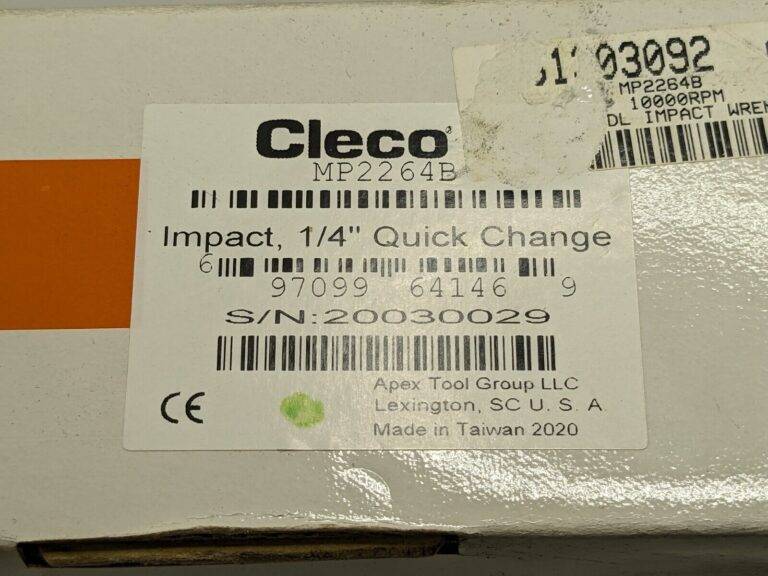 03092
MP2264B
10000RPM
DL IMPACT
Cleco
MP2264B
Impact, 1/4" Quick Change
6 97099 64146 9
S/N:20030029
Apex Tool Group LLC
CE
Lexington, SC U. S. A
Made in Taiwan 2020